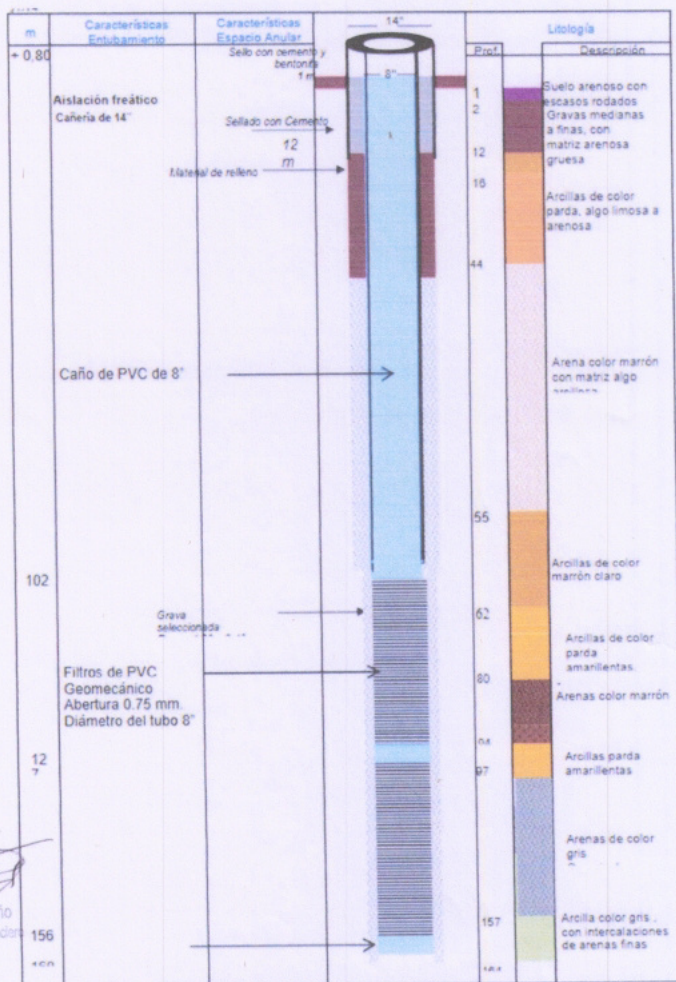 m
Características
Entubamiento
Características
Espacio Anular
14"
Litología
Prof.
Descripción
+ 0,80
Sello con cemento y
bentonita
1 m
8"
Aislación freática
Cañería de 14"
Sellado con Cemento
12
m
Material de relleno
1
2
Suelo arenoso con
escasos rodados
Gravas medianas
a finas, con
matriz arenosa
gruesa
12
16
Arcillas de color
parda, algo limosa a
arenosa
44
Caño de PVC de 8"
Arena color marrón
con matriz algo
55
Arcillas de color
marrón claro
102
Grava
seleccionada
62
Arcillas de color
parda
amarillentas.
Filtros de PVC
Geomecánico
Abertura 0.75 mm.
Diámetro del tubo 8"
80
Arenas color marrón
12
7
97
Arcillas parda
amarillentas
Arenas de color
gris
156
157
Arcilla color gris ,
con intercalaciones
de arenas finas